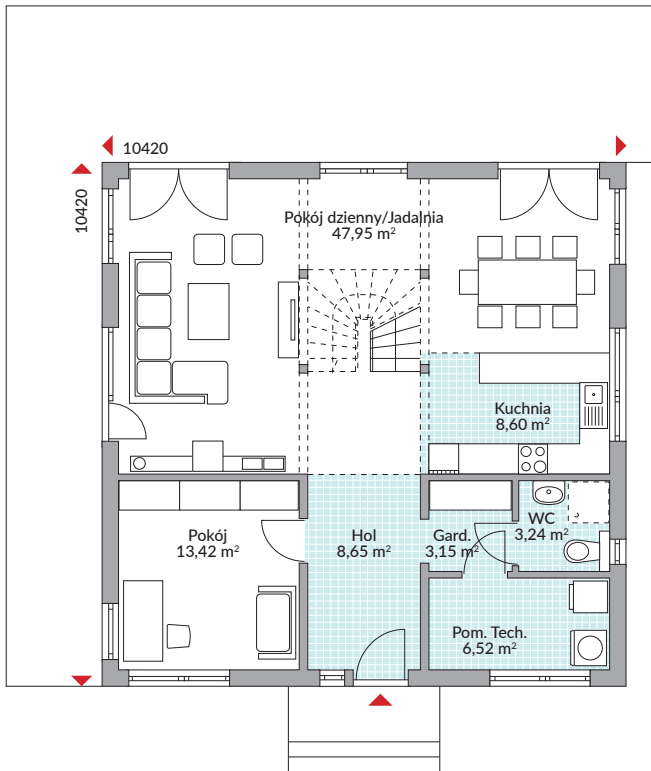 10420
10420
Pokój dzienny/Jadalnia
47,95 m²
Kuchnia
8,60 m²
Pokój
13,42 m²
Hol
8,65 m²
Gard.
3,15 m²
WC
3,24 m²
Pom. Tech.
6,52 m²